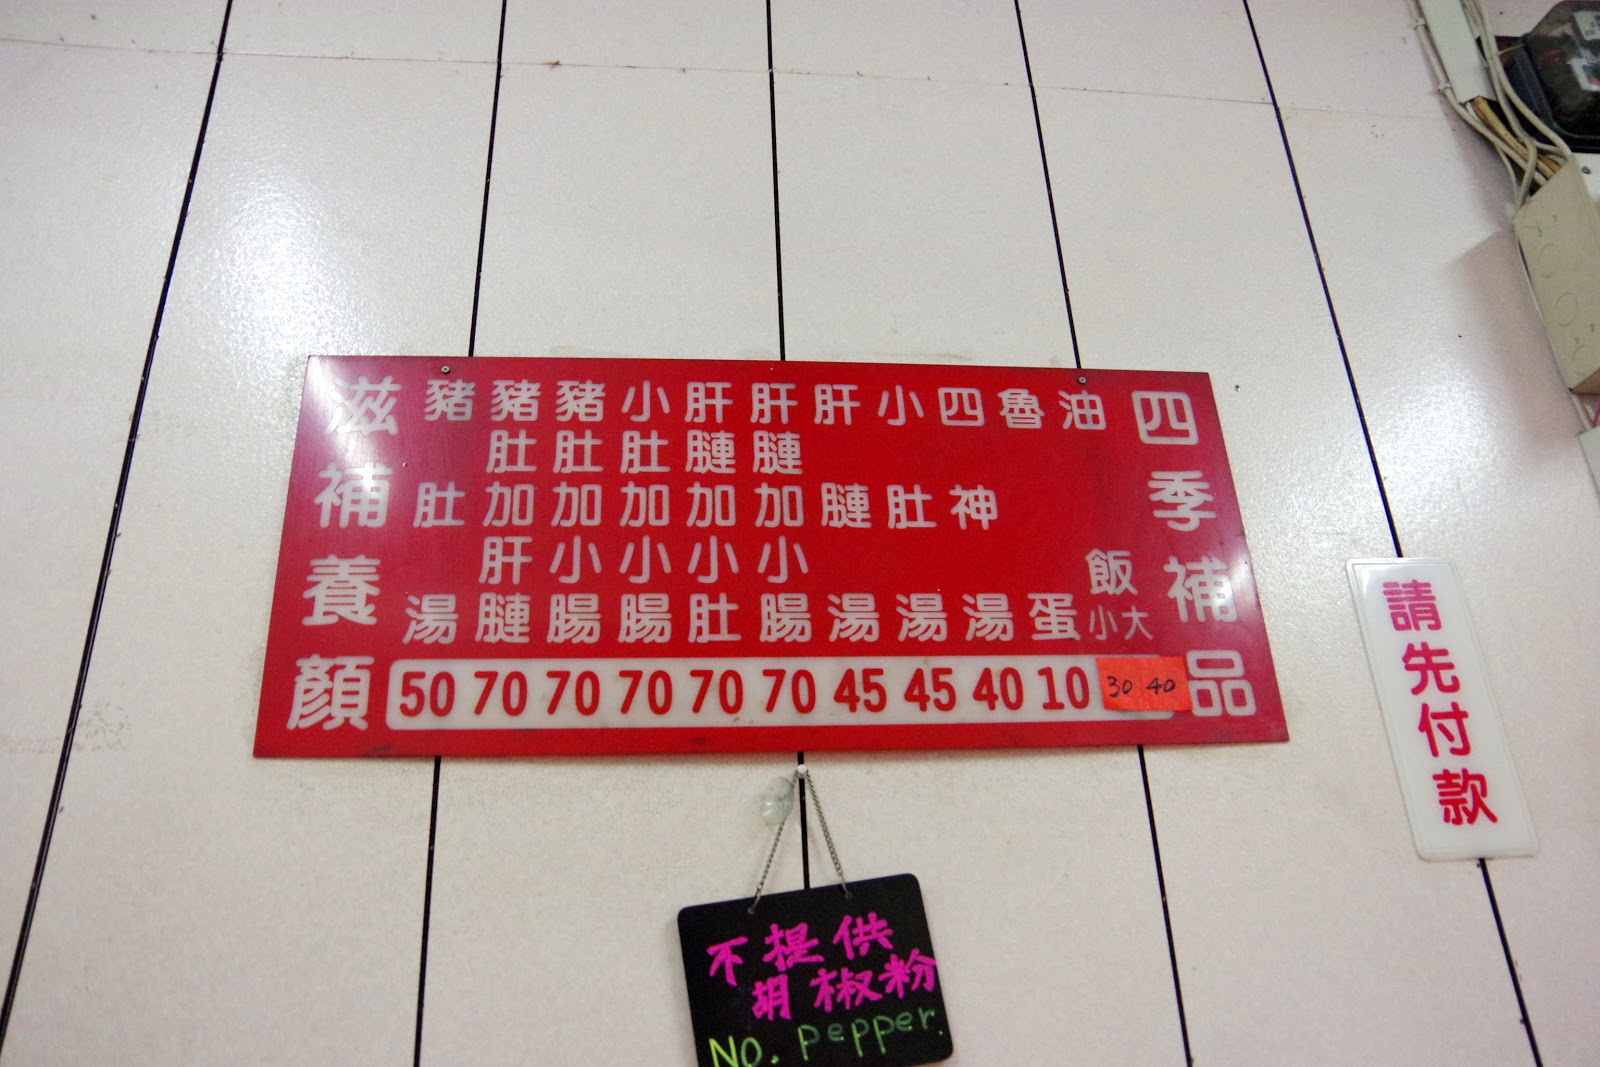 四季補品
油飯 小大 30 40
魯蛋 10
四神湯 40
小肚湯 45
肝腱湯 45
肝腱加小腸 70
肝腱加小肚 70
小肚加小腸 70
豬肚加小腸 70
豬肚加肝腱 70
豬肚湯 50
滋補養顏
請先付款
不提供
胡椒粉
NO. Pepper.